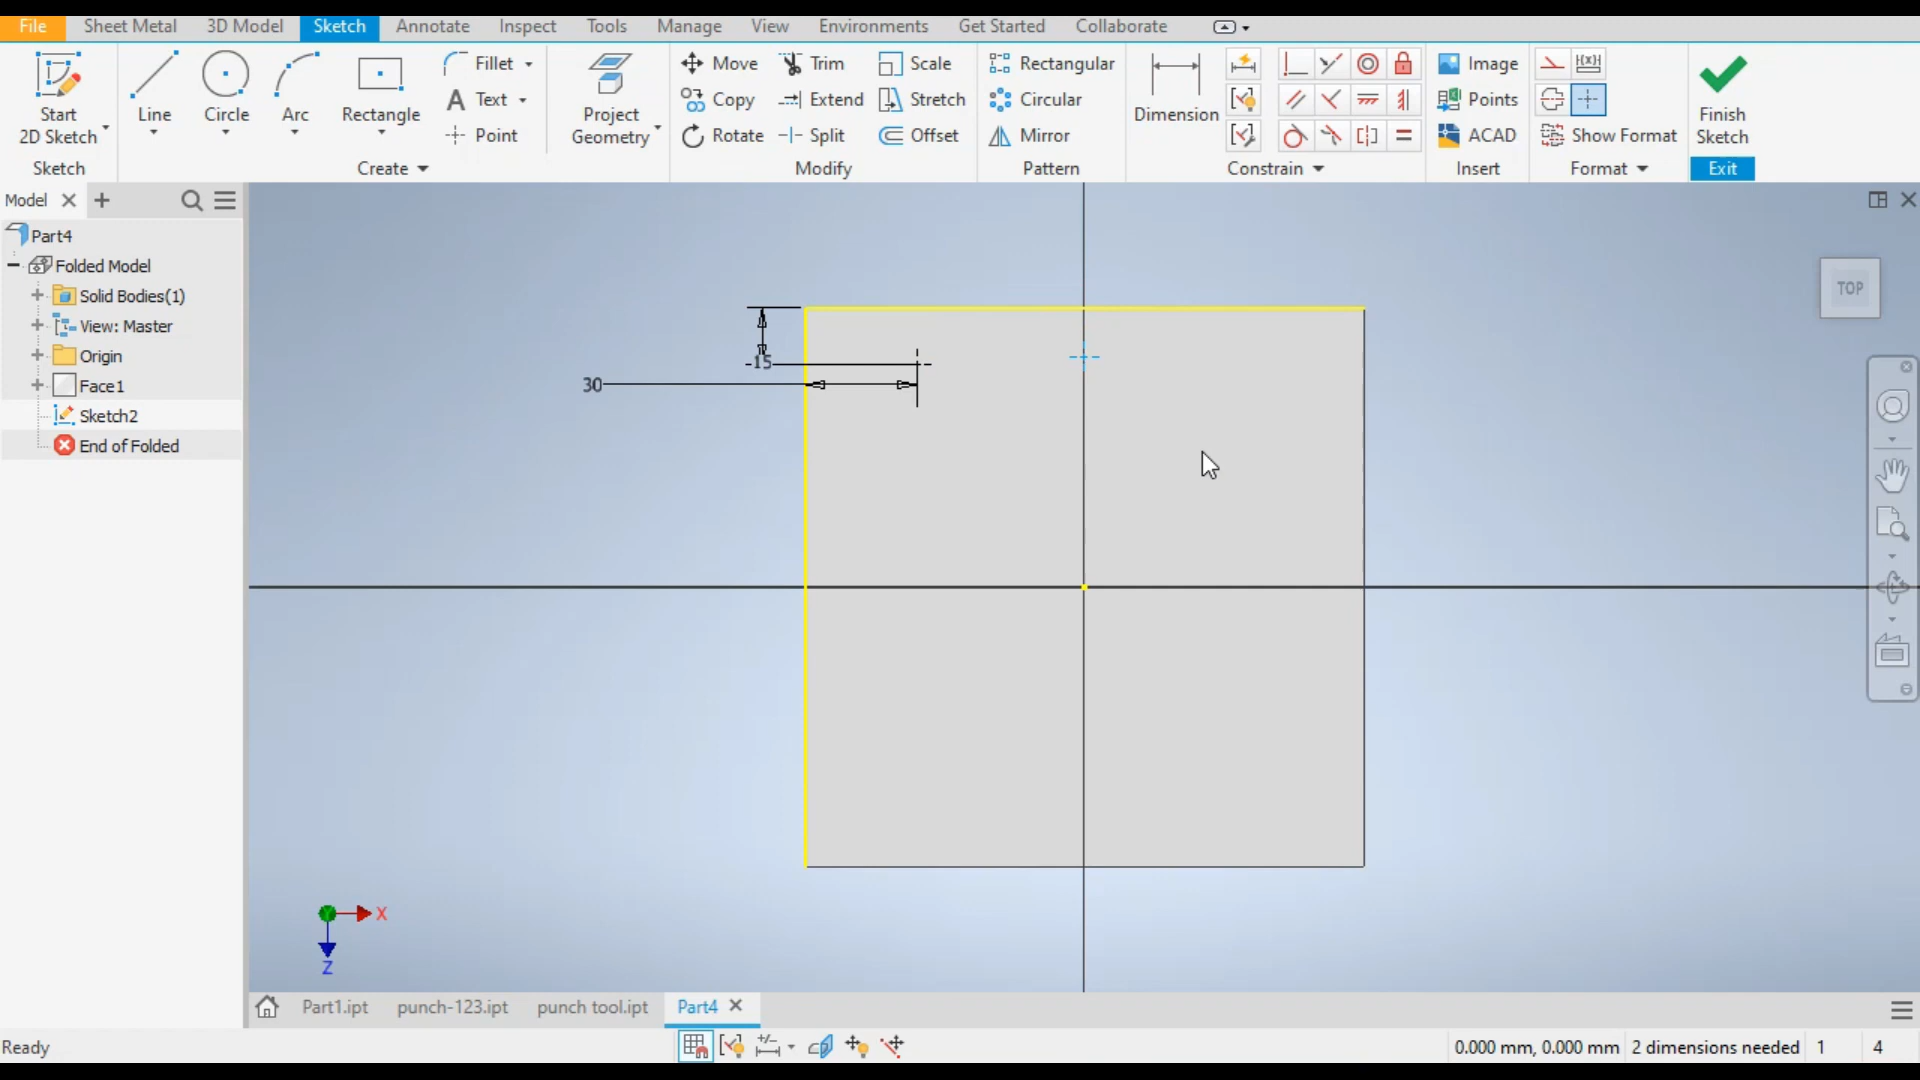 File Sheet Metal 3D Model Sketch Annotate Inspect Tools Manage View Environments Get Started Collaborate
Start
2D Sketch
Line
Circle
Arc
Rectangle
Fillet
Text
Point
Project
Geometry
Move
Copy
Rotate
Trim
Extend
Split
Scale
Stretch
Offset
Rectangular
Circular
Mirror
Dimension
Image
Points
ACAD
Show Format
Finish
Sketch
Sketch Create Modify Pattern Constrain Insert Format Exit
Model
Part4
Folded Model
Solid Bodies(1)
View: Master
Origin
Face1
Sketch2
End of Folded
TOP
15
30
X
Z
Part1.ipt punch-123.ipt punch tool.ipt Part4
Ready 0.000 mm, 0.000 mm 2 dimensions needed 1 4